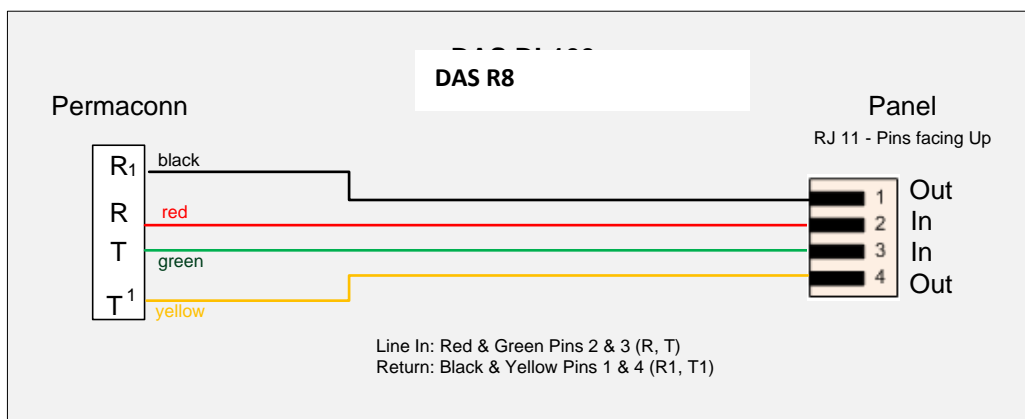 DAS R8
Permaconn
Panel
RJ 11 - Pins facing Up
R1 black
R red
T green
T1 yellow
1 Out
2 In
3 In
4 Out
Line In: Red & Green Pins 2 & 3 (R, T)
Return: Black & Yellow Pins 1 & 4 (R1, T1)